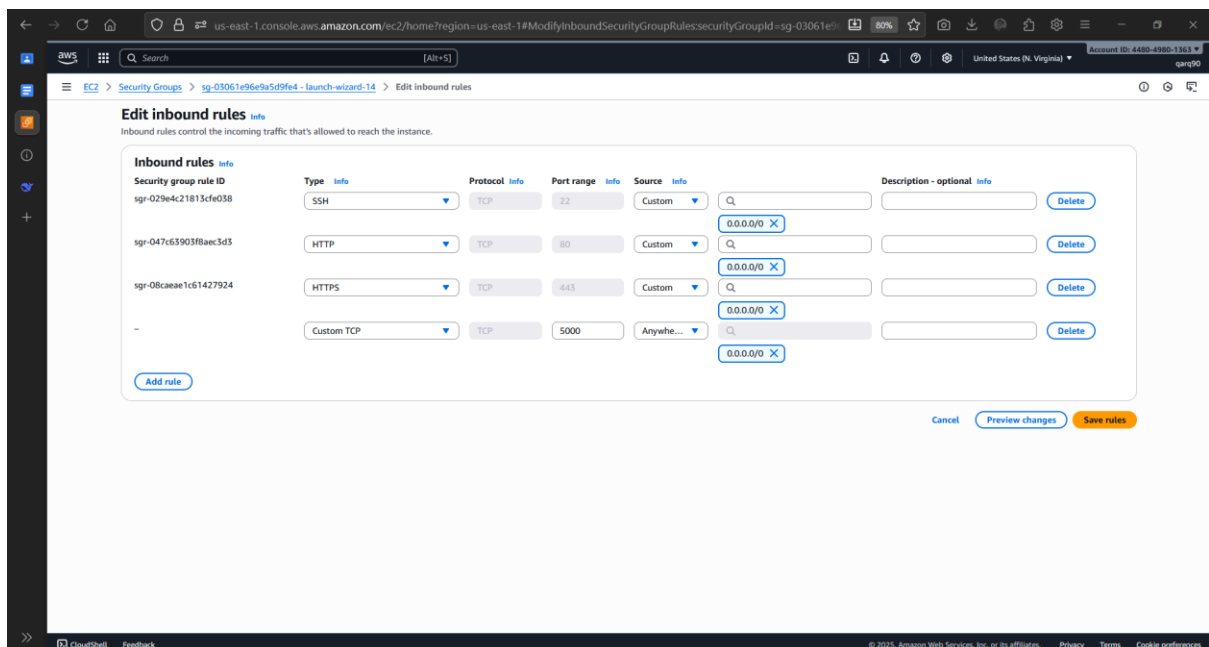 us-east-1.console.aws.amazon.com/ec2/home?region=us-east-1#ModifyInboundSecurityGroupRules:securityGroupId=sg-03061e9 80%
aws Search [Alt+S] United States (N. Virginia) Account ID: 4480-4980-1363
qarq90
EC2 > Security Groups > sg-03061e96e9a5d9fe4 - launch-wizard-14 > Edit inbound rules
Edit inbound rules Info
Inbound rules control the incoming traffic that's allowed to reach the instance.
Inbound rules Info
Security group rule ID Type Info Protocol Info Port range Info Source Info Description - optional Info
sgr-029e4c21813cfe038 SSH TCP 22 Custom Delete
0.0.0.0/0
sgr-047c63903f8aec3d3 HTTP TCP 80 Custom Delete
0.0.0.0/0
sgr-08caeae1c61427924 HTTPS TCP 443 Custom Delete
0.0.0.0/0
– Custom TCP TCP 5000 Anywhe... Delete
0.0.0.0/0
Add rule
Cancel Preview changes Save rules
CloudShell Feedback © 2025, Amazon Web Services, Inc. or its affiliates. Privacy Terms Cookie preferences